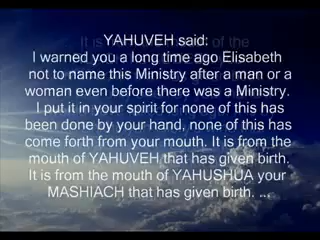 YAHUVEH said:
I warned you a long time ago Elisabeth
not to name this Ministry after a man or a
woman even before there was a Ministry.
I put it in your spirit for none of this has
been done by your hand, none of this has
come forth from your mouth. It is from the
mouth of YAHUVEH that has given birth.
It is from the mouth of YAHUSHUA your
MASHIACH that has given birth. ...